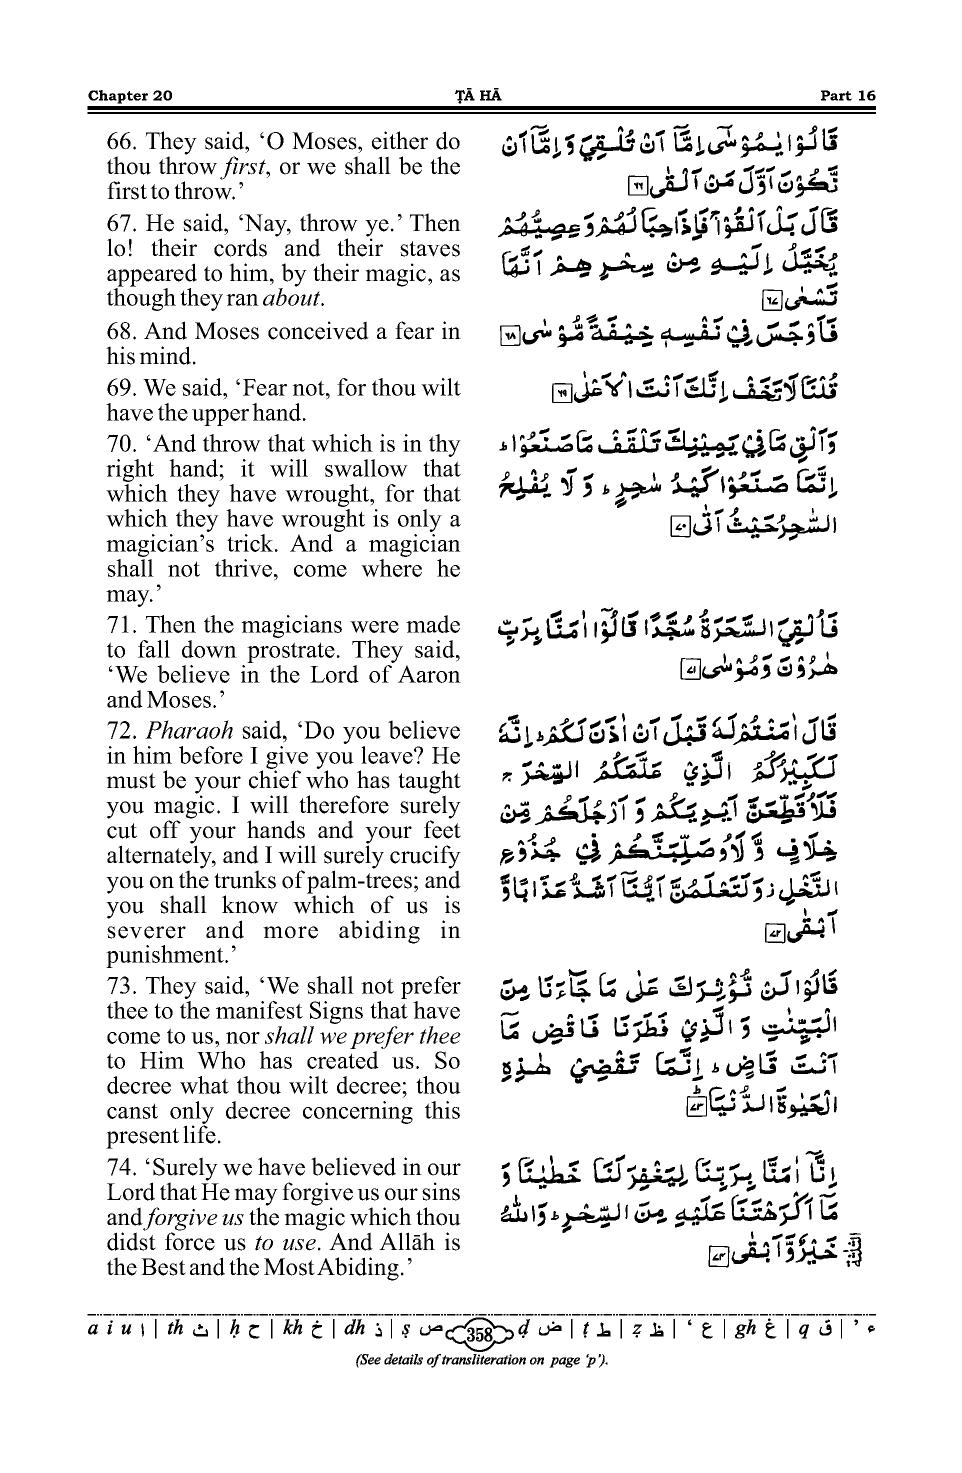 Chapter 20 ṬĀ HĀ Part 16
66. They said, ‘O Moses, either do
thou throw first, or we shall be the
first to throw.’
67. He said, ‘Nay, throw ye.’ Then
lo! their cords and their staves
appeared to him, by their magic, as
though they ran about.
68. And Moses conceived a fear in
his mind.
69. We said, ‘Fear not, for thou wilt
have the upper hand.
70. ‘And throw that which is in thy
right hand; it will swallow that
which they have wrought, for that
which they have wrought is only a
magician’s trick. And a magician
shall not thrive, come where he
may.’
71. Then the magicians were made
to fall down prostrate. They said,
‘We believe in the Lord of Aaron
and Moses.’
72. Pharaoh said, ‘Do you believe
in him before I give you leave? He
must be your chief who has taught
you magic. I will therefore surely
cut off your hands and your feet
alternately, and I will surely crucify
you on the trunks of palm-trees; and
you shall know which of us is
severer and more abiding in
punishment.’
73. They said, ‘We shall not prefer
thee to the manifest Signs that have
come to us, nor shall we prefer thee
to Him Who has created us. So
decree what thou wilt decree; thou
canst only decree concerning this
present life.
74. ‘Surely we have believed in our
Lord that He may forgive us our sins
and forgive us the magic which thou
didst force us to use. And Allāh is
the Best and the Most Abiding.’
قَالُوْا يٰمُوْسٰۤى اِمَّاۤ اَنْ تُلْقِيَ وَ اِمَّاۤ اَنْ
نَّكُوْنَ اَوَّلَ مَنْ اَلْقٰى ۶۶
قَالَ بَلْ اَلْقُوْا ۚ فَاِذَا حِبَالُهُمْ وَ عِصِيُّهُمْ
يُخَيَّلُ اِلَيْهِ مِنْ سِحْرِهِمْ اَنَّهَا
تَسْعٰى ۶۷
فَاَوْجَسَ فِيْ نَفْسِهٖ خِيْفَةً مُّوْسٰى ۶۸
قُلْنَا لَا تَخَفْ اِنَّكَ اَنْتَ الْاَعْلٰى ۶۹
وَ اَلْقِ مَا فِيْ يَمِيْنِكَ تَلْقَفْ مَا صَنَعُوْا ؕ
اِنَّمَا صَنَعُوْا كَيْدُ سٰحِرٍ ؕ وَ لَا يُفْلِحُ
السّٰحِرُ حَيْثُ اَتٰى ۷۰
فَاُلْقِيَ السَّحَرَةُ سُجَّدًا قَالُوْۤا اٰمَنَّا بِرَبِّ
هٰرُوْنَ وَ مُوْسٰى ۷۱
قَالَ اٰمَنْتُمْ لَهٗ قَبْلَ اَنْ اٰذَنَ لَكُمْ ؕ اِنَّهٗ
لَكَبِيْرُكُمُ الَّذِيْ عَلَّمَكُمُ السِّحْرَ ۚ
فَلَاُقَطِّعَنَّ اَيْدِيَكُمْ وَ اَرْجُلَكُمْ مِّنْ
خِلَافٍ وَّ لَاُوصَلِّبَنَّكُمْ فِيْ جُذُوْعِ
النَّخْلِ ؗ وَ لَتَعْلَمُنَّ اَيُّنَاۤ اَشَدُّ عَذَابًا وَّ
اَبْقٰى ۷۲
قَالُوْا لَنْ نُّؤْثِرَكَ عَلٰى مَا جَآءَنَا مِنَ
الْبَيِّنٰتِ وَ الَّذِيْ فَطَرَنَا فَاقْضِ مَاۤ
اَنْتَ قَاضٍ ؕ اِنَّمَا تَقْضِيْ هٰذِهِ
الْحَيٰوةَ الدُّنْيَا ؕ ۷۳
اِنَّاۤ اٰمَنَّا بِرَبِّنَا لِيَغْفِرَ لَنَا خَطٰيٰنَا وَ
مَاۤ اَكْرَهْتَنَا عَلَيْهِ مِنَ السِّحْرِ ؕ وَ اللّٰهُ
خَيْرٌ وَّ اَبْقٰى ۷۴
a i u ا | th ث | ḥ ح | kh خ | dh ذ | ṣ ص 358 ḍ ض | ṭ ط | ẓ ظ | ‘ ع | gh غ | q ق | ’ ء
(See details of transliteration on page ‘p’).